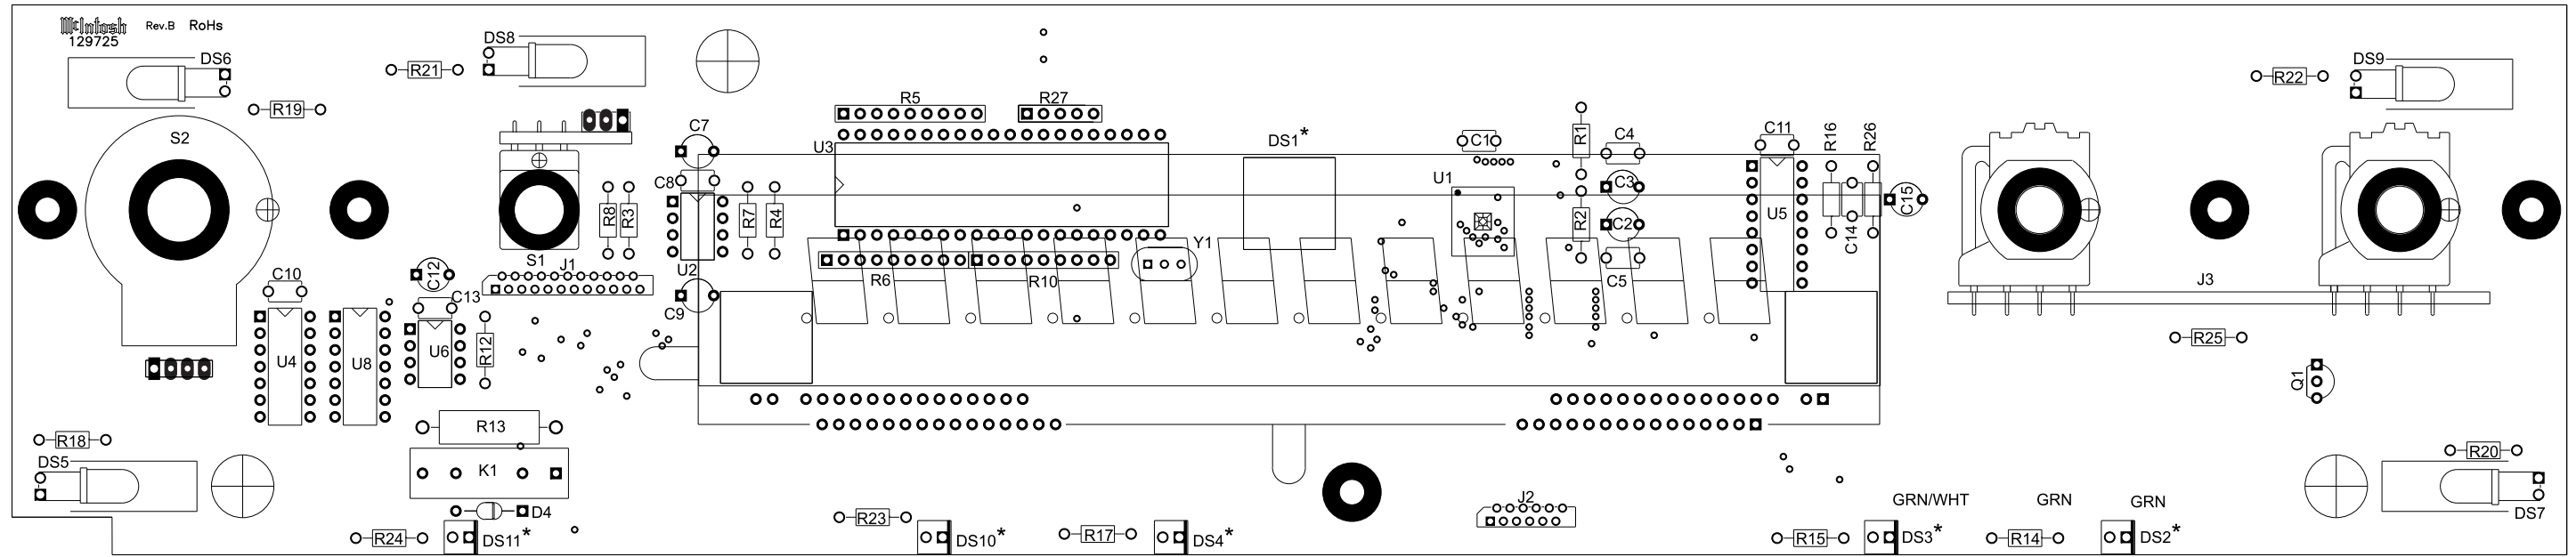 McIntosh Rev.B RoHs
129725
DS8
DS6
DS9
R21
R22
R19
R5
R27
S2
C7
U3
DS1*
C1
R1
C4
C11
R16
R26
C8
U1
C3
R8
R3
R7
R4
R2
C2
U5
C15
C14
S1
J1
U2
Y1
C10
C12
C13
R6
R10
C5
J3
C9
U4
U8
U6
R12
R25
Q1
R13
R18
DS5
K1
R20
J2
D4
GRN/WHT
GRN
GRN
DS7
R23
R24
DS11*
DS10*
R17
DS4*
R15
DS3*
R14
DS2*